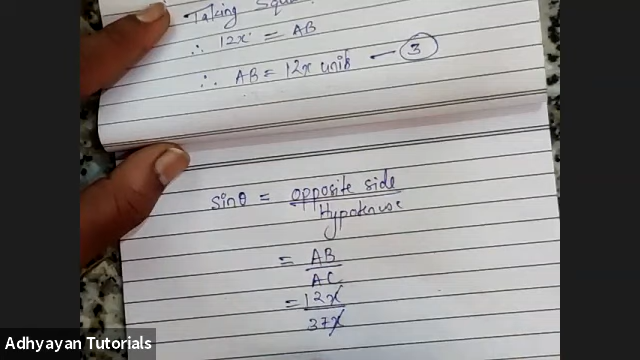 Taking Squ
∴ 12x = AB
∴ AB = 12x unit — 3
Sinθ = opposite side / Hypotenuse
= AB / AC
= 12x / 37x
Adhyayan Tutorials